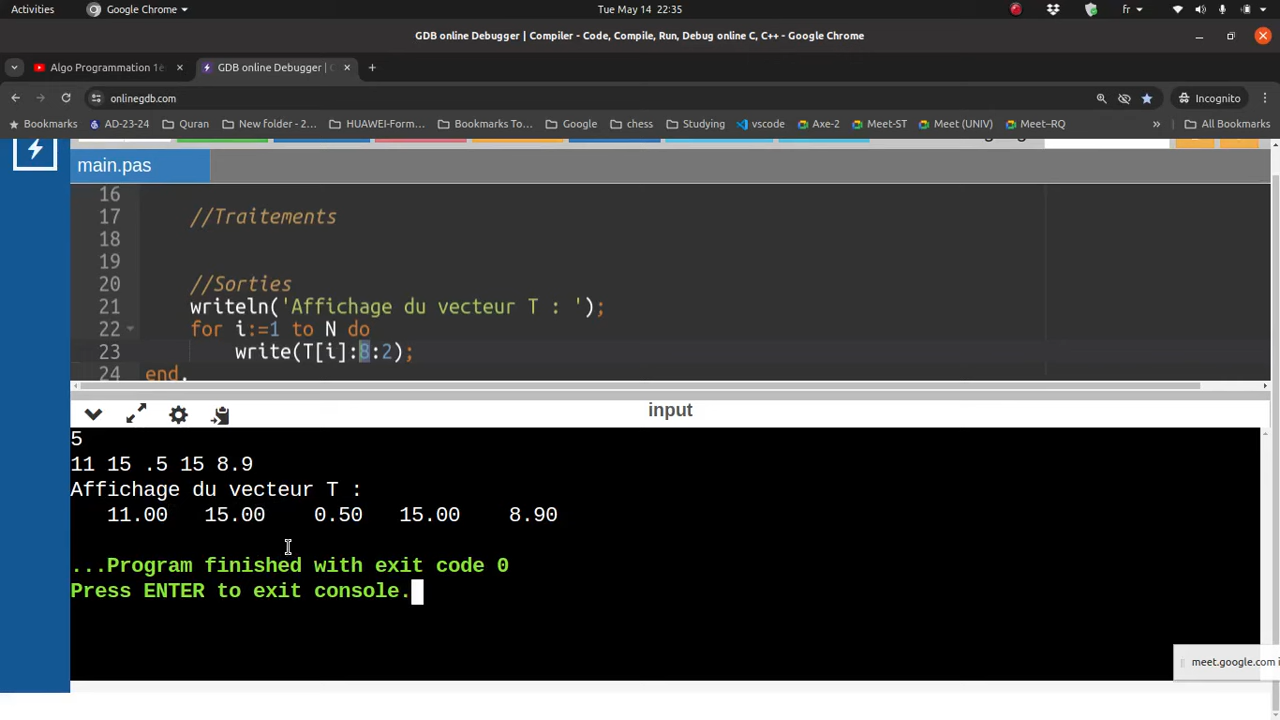 Activities Google Chrome Tue May 14 22:35 fr
GDB online Debugger | Compiler - Code, Compile, Run, Debug online C, C++ - Google Chrome
Algo Programmation 1è GDB online Debugger |
onlinegdb.com Incognito
Bookmarks AD-23-24 Quran New folder - 2… HUAWEI-Form… Bookmarks To… Google chess Studying vscode Axe-2 Meet-ST Meet (UNIV) Meet–RQ » All Bookmarks
main.pas
16
17 //Traitements
18
19
20 //Sorties
21 writeln('Affichage du vecteur T : ');
22 for i:=1 to N do
23 write(T[i]:8:2);
24 end.
input
5
11 15 .5 15 8.9
Affichage du vecteur T :
11.00 15.00 0.50 15.00 8.90
...Program finished with exit code 0
Press ENTER to exit console.
meet.google.com